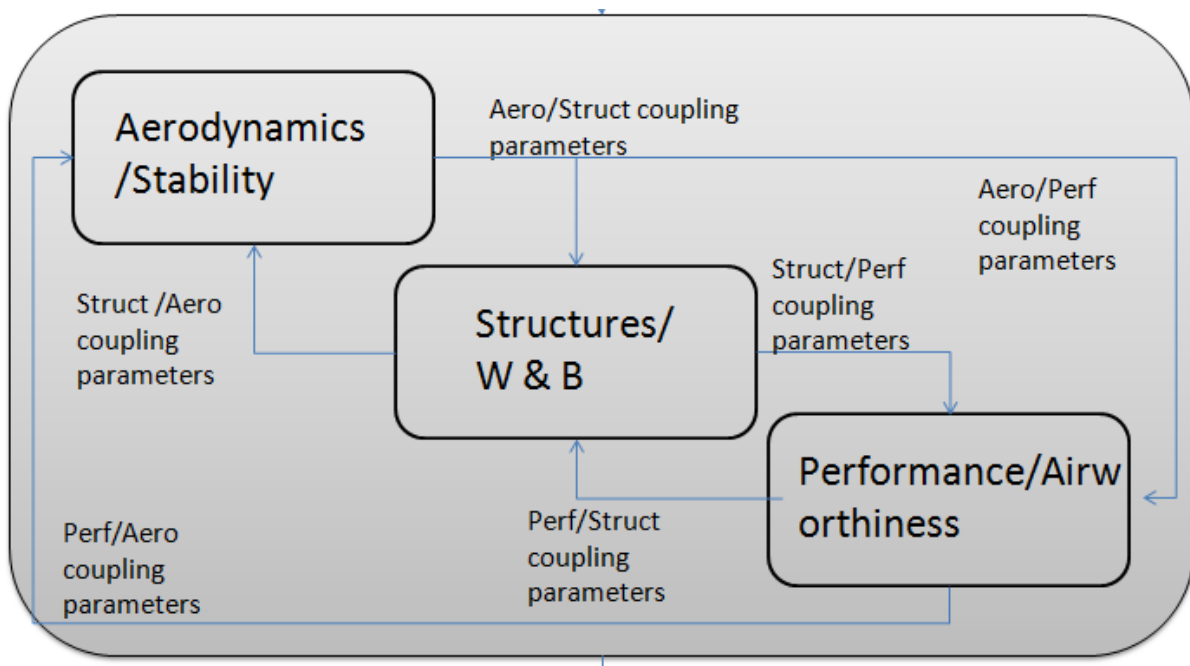 Aerodynamics
/Stability
Aero/Struct coupling
parameters
Aero/Perf
coupling
parameters
Struct /Aero
coupling
parameters
Structures/
W & B
Struct/Perf
coupling
parameters
Performance/Airw
orthiness
Perf/Aero
coupling
parameters
Perf/Struct
coupling
parameters